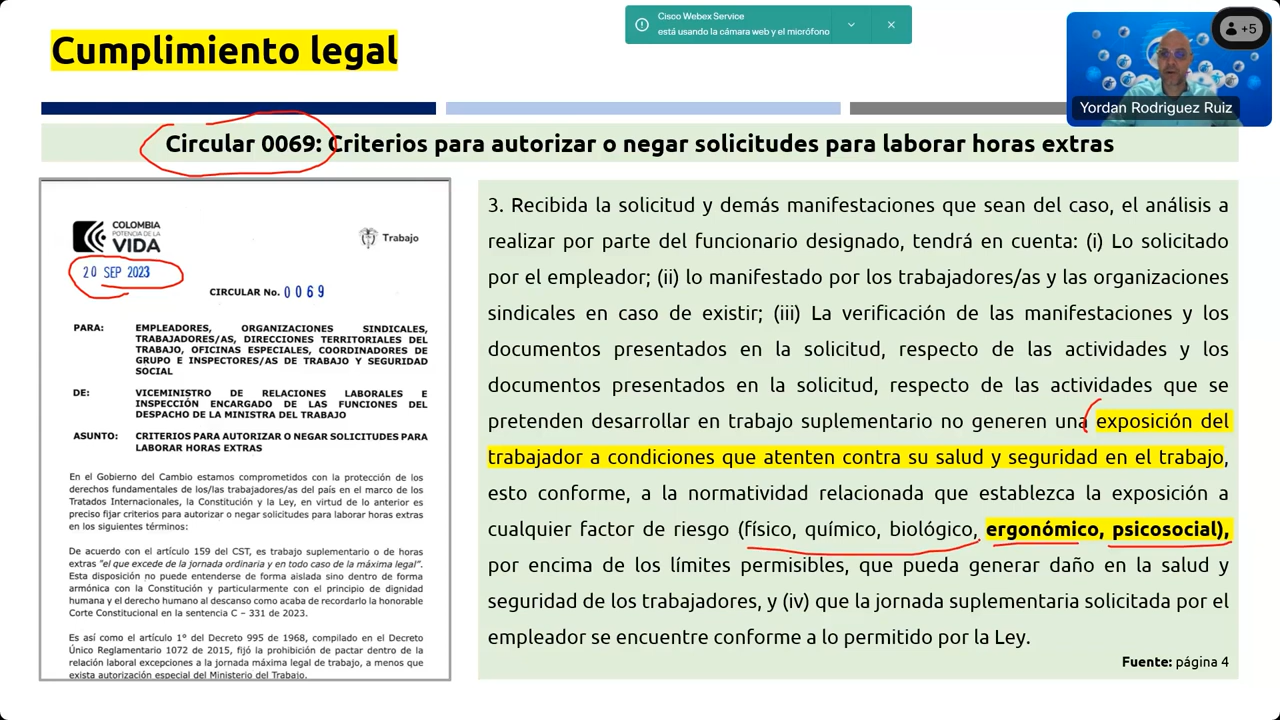 Cumplimiento legal
Cisco Webex Service
está usando la cámara web y el micrófono
+5
Yordan Rodriguez Ruiz
Circular 0069: Criterios para autorizar o negar solicitudes para laborar horas extras
COLOMBIA
POTENCIA DE LA
VIDA
Trabajo
20 SEP 2023
CIRCULAR No. 0069
PARA: EMPLEADORES, ORGANIZACIONES SINDICALES,
TRABAJADORES/AS, DIRECCIONES TERRITORIALES DEL
TRABAJO, OFICINAS ESPECIALES, COORDINADORES DE
GRUPO E INSPECTORES/AS DE TRABAJO Y SEGURIDAD
SOCIAL
DE: VICEMINISTRO DE RELACIONES LABORALES E
INSPECCIÓN ENCARGADO DE LAS FUNCIONES DEL
DESPACHO DE LA MINISTRA DEL TRABAJO
ASUNTO: CRITERIOS PARA AUTORIZAR O NEGAR SOLICITUDES PARA
LABORAR HORAS EXTRAS
En el Gobierno del Cambio estamos comprometidos con la protección de los
derechos fundamentales de los/las trabajadores/as del país en el marco de los
Tratados Internacionales, la Constitución y la Ley, en virtud de lo anterior es
preciso fijar criterios para autorizar o negar solicitudes para laborar horas extras
en los siguientes términos:
De acuerdo con el artículo 159 del CST, es trabajo suplementario o de horas
extras "el que excede de la jornada ordinaria y en todo caso de la máxima legal".
Esta disposición no puede entenderse de forma aislada sino dentro de forma
armónica con la Constitución y particularmente con el principio de dignidad
humana y el derecho humano al descanso como acaba de recordarlo la honorable
Corte Constitucional en la sentencia C – 331 de 2023.
Es así como el artículo 1° del Decreto 995 de 1968, compilado en el Decreto
Único Reglamentario 1072 de 2015, fijó la prohibición de pactar dentro de la
relación laboral excepciones a la jornada máxima legal de trabajo, a menos que
exista autorización especial del Ministerio del Trabajo.
3. Recibida la solicitud y demás manifestaciones que sean del caso, el análisis a
realizar por parte del funcionario designado, tendrá en cuenta: (i) Lo solicitado
por el empleador; (ii) lo manifestado por los trabajadores/as y las organizaciones
sindicales en caso de existir; (iii) La verificación de las manifestaciones y los
documentos presentados en la solicitud, respecto de las actividades y los
documentos presentados en la solicitud, respecto de las actividades que se
pretenden desarrollar en trabajo suplementario no generen una exposición del
trabajador a condiciones que atenten contra su salud y seguridad en el trabajo,
esto conforme, a la normatividad relacionada que establezca la exposición a
cualquier factor de riesgo (físico, químico, biológico, ergonómico, psicosocial),
por encima de los límites permisibles, que pueda generar daño en la salud y
seguridad de los trabajadores, y (iv) que la jornada suplementaria solicitada por el
empleador se encuentre conforme a lo permitido por la Ley.
Fuente: página 4